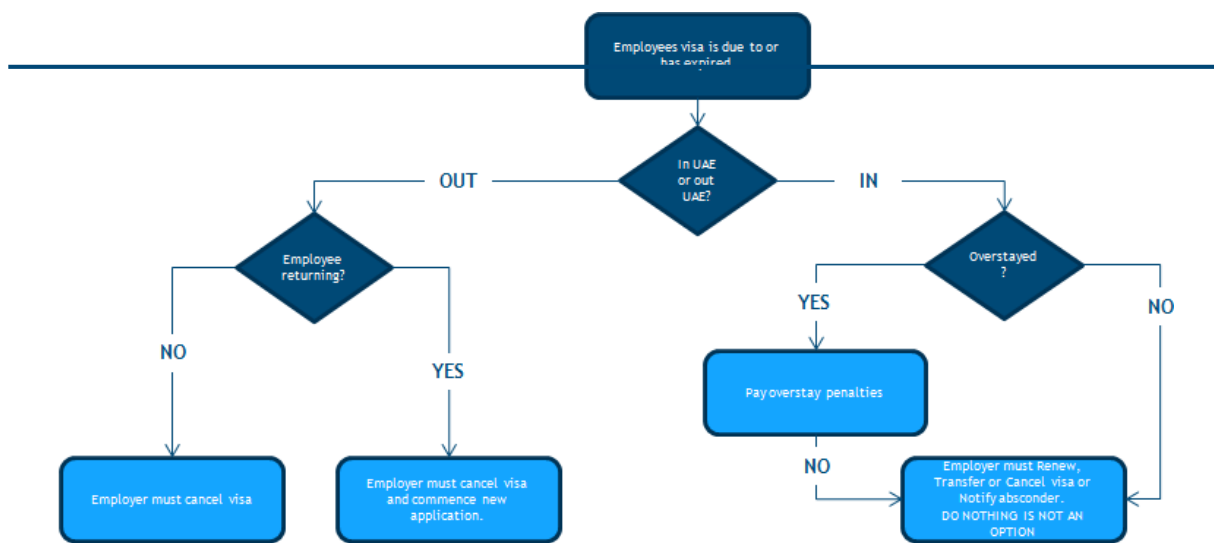 Employees visa is due to or
has expired
In UAE
or out
UAE?
OUT
IN
Employee
returning?
Overstayed
?
YES
NO
NO
YES
Pay overstay penalties
NO
Employer must cancel visa
Employer must cancel visa
and commence new
application.
Employer must Renew,
Transfer or Cancel visa or
Notify absconder.
DO NOTHING IS NOT AN
OPTION